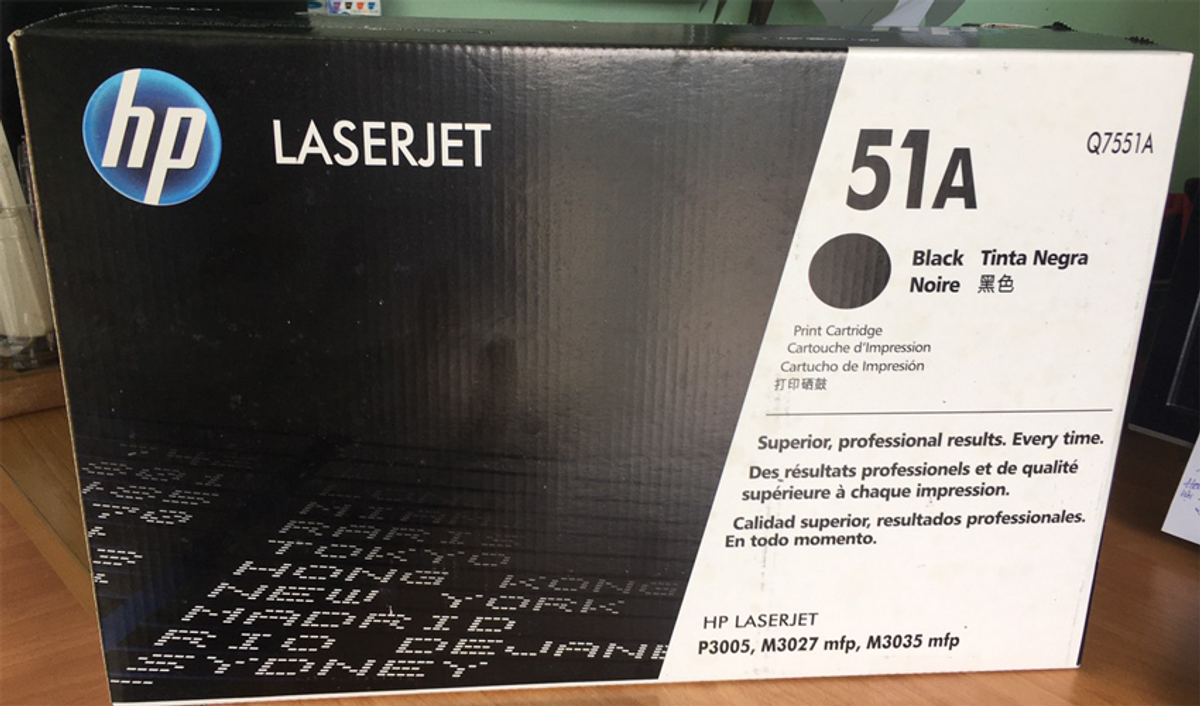 hp
LASERJET
51A
Q7551A
Black Tinta Negra
Noire 黑色
Print Cartridge
Cartouche d'Impression
Cartucho de Impresión
打印硒鼓
Superior, professional results. Every time.
Des résultats professionels et de qualité
supérieure à chaque impression.
Calidad superior, resultados professionales.
En todo momento.
HP LASERJET
P3005, M3027 mfp, M3035 mfp
MIAMI
PARIS
TOKYO
HONG KONG
NEW YORK
MADRID
RIO DEJANE
SYDNEY